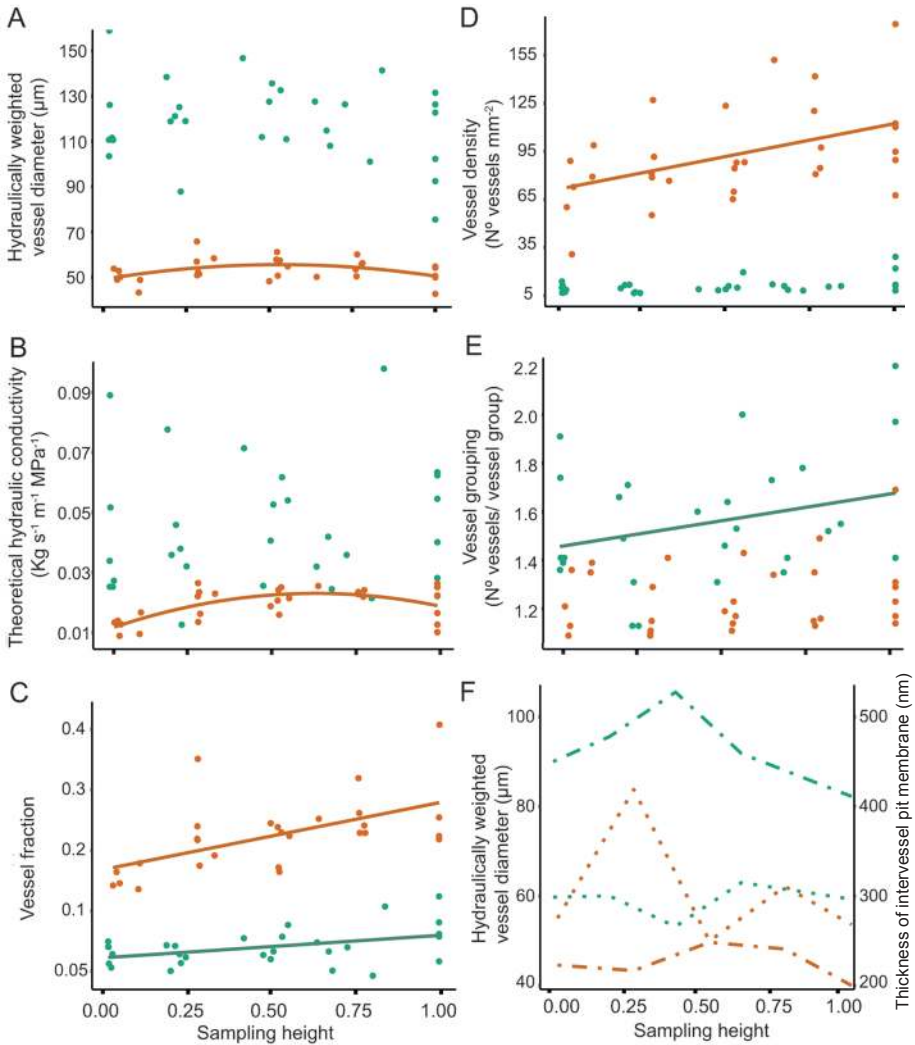 A
Hydraulically weighted
vessel diameter (µm)
150
130
110
90
70
50
D
Vessel density
(Nº vessels mm-2)
155
125
95
65
35
5
B
Theoretical hydraulic conductivity
(Kg s-1 m-1 MPa-1)
0.09
0.07
0.05
0.03
0.01
E
Vessel grouping
(Nº vessels/ vessel group)
2.2
2.0
1.8
1.6
1.4
1.2
C
Vessel fraction
0.4
0.3
0.2
0.1
0.05
0.00 0.25 0.50 0.75 1.00
Sampling height
F
Hydraulically weighted
vessel diameter (µm)
100
80
60
40
500
400
300
200
Thickness of intervessel pit membrane (nm)
0.00 0.25 0.50 0.75 1.00
Sampling height